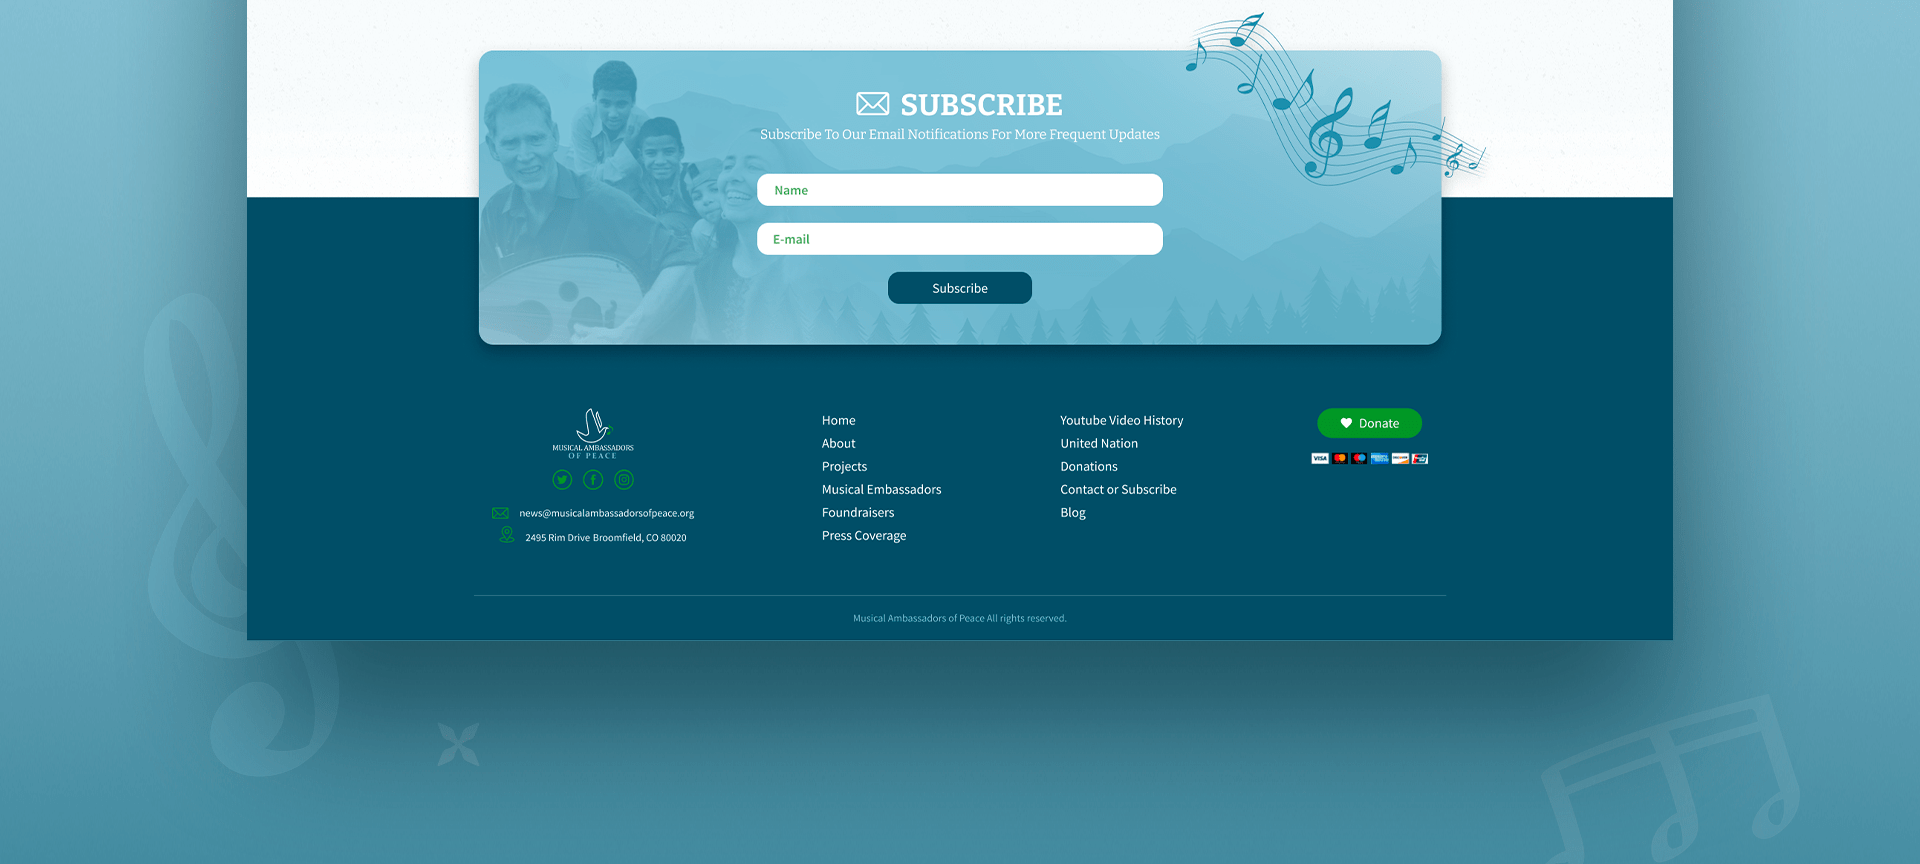 SUBSCRIBE
Subscribe To Our Email Notifications For More Frequent Updates
Name
E-mail
Subscribe
MUSICAL AMBASSADORS
OF PEACE
news@musicalambassadorsofpeace.org
2495 Rim Drive Broomfield, CO 80020
Home
About
Projects
Musical Embassadors
Foundraisers
Press Coverage
Youtube Video History
United Nation
Donations
Contact or Subscribe
Blog
Donate
VISA
Musical Ambassadors of Peace All rights reserved.